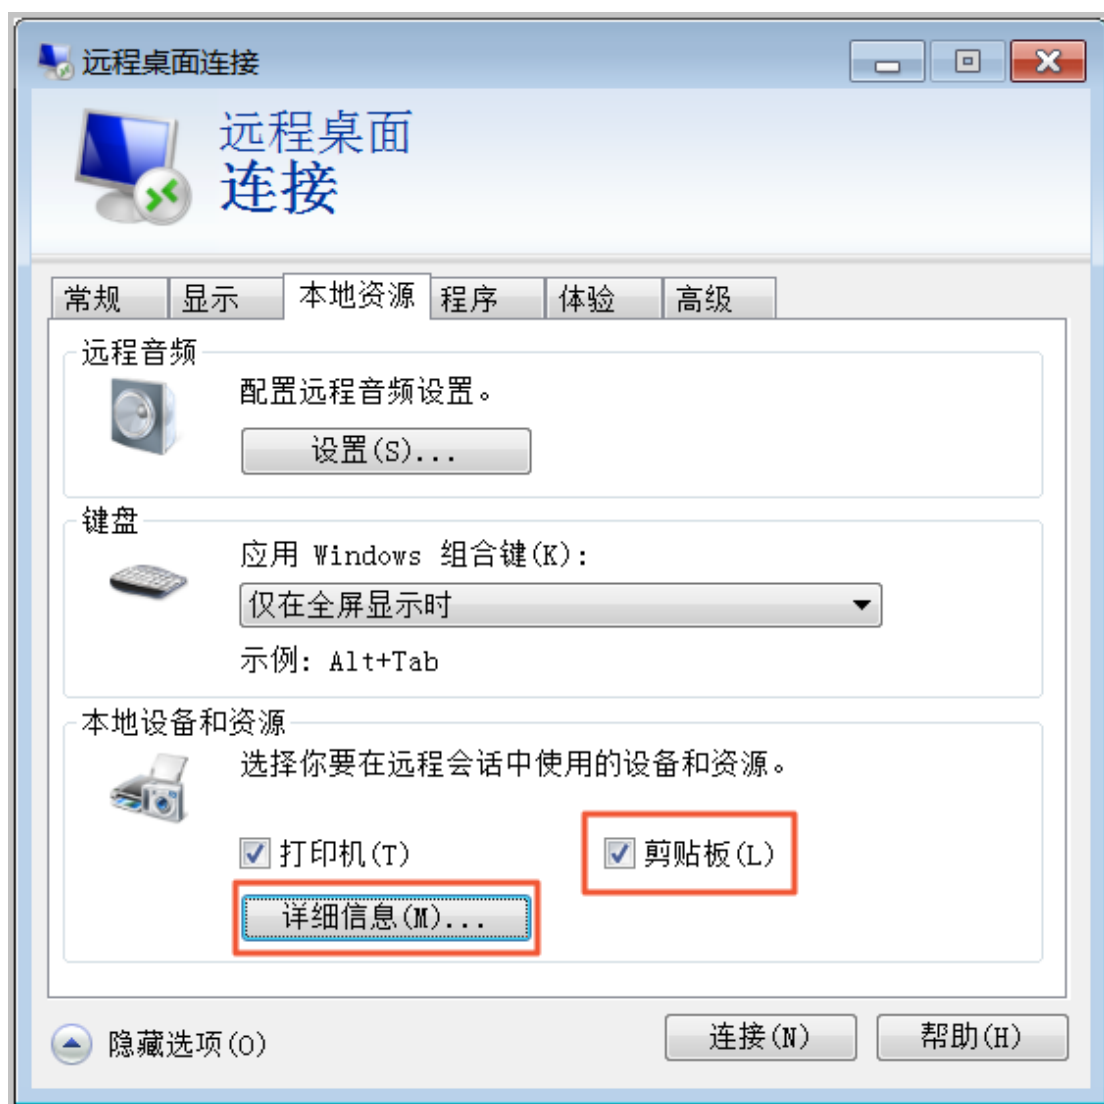 远程桌面连接
远程桌面
连接
常规 显示 本地资源 程序 体验 高级
远程音频
配置远程音频设置。
设置(S)...
键盘
应用 Windows 组合键(K):
仅在全屏显示时
示例: Alt+Tab
本地设备和资源
选择你要在远程会话中使用的设备和资源。
打印机(T) 剪贴板(L)
详细信息(M)...
隐藏选项(O) 连接(N) 帮助(H)